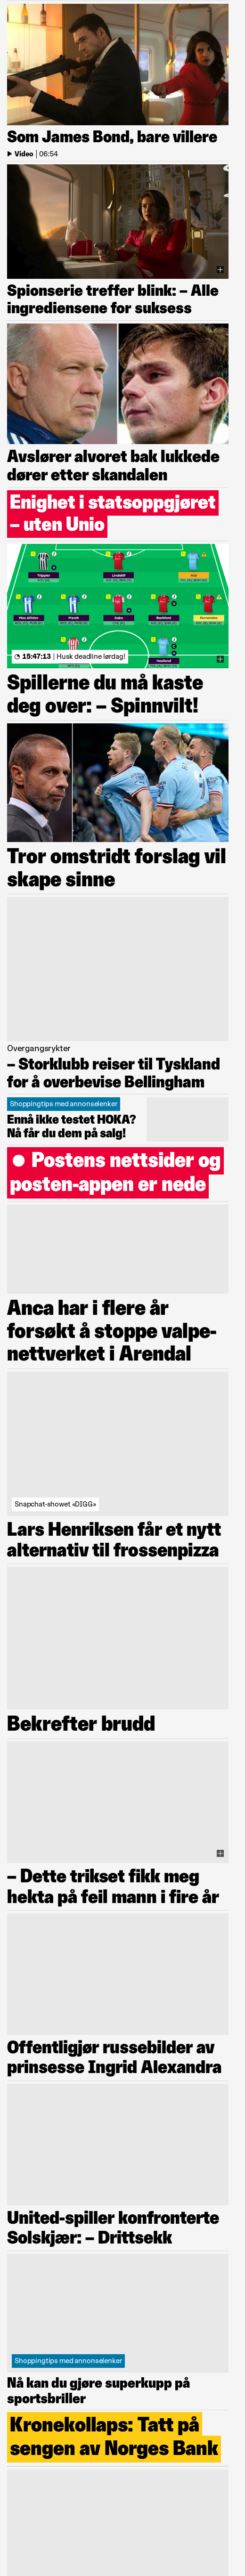 Som James Bond, bare villere
Video | 06:54
Spionserie treffer blink: – Alle
ingrediensene for suksess
Avslører alvoret bak lukkede
dører etter skandalen
Enighet i statsoppgjøret
– uten Unio
Trippier
Lindelöf
Mac Allister
March
Fernandes
Haaland
15:47:13 | Husk deadline lørdag!
Spillerne du må kaste
deg over: – Spinnvilt!
Tror omstridt forslag vil
skape sinne
Overgangsrykter
– Storklubb reiser til Tyskland
for å overbevise Bellingham
Shoppingtips med annonselenker
Ennå ikke testet HOKA?
Nå får du dem på salg!
● Postens nettsider og
posten-appen er nede
Anca har i flere år
forsøkt å stoppe valpe-
nettverket i Arendal
Snapchat-showet «DIGG»
Lars Henriksen får et nytt
alternativ til frossenpizza
Bekrefter brudd
– Dette trikset fikk meg
hekta på feil mann i fire år
Offentligjør russebilder av
prinsesse Ingrid Alexandra
United-spiller konfronterte
Solskjær: – Drittsekk
Shoppingtips med annonselenker
Nå kan du gjøre superkupp på
sportsbriller
Kronekollaps: Tatt på
sengen av Norges Bank